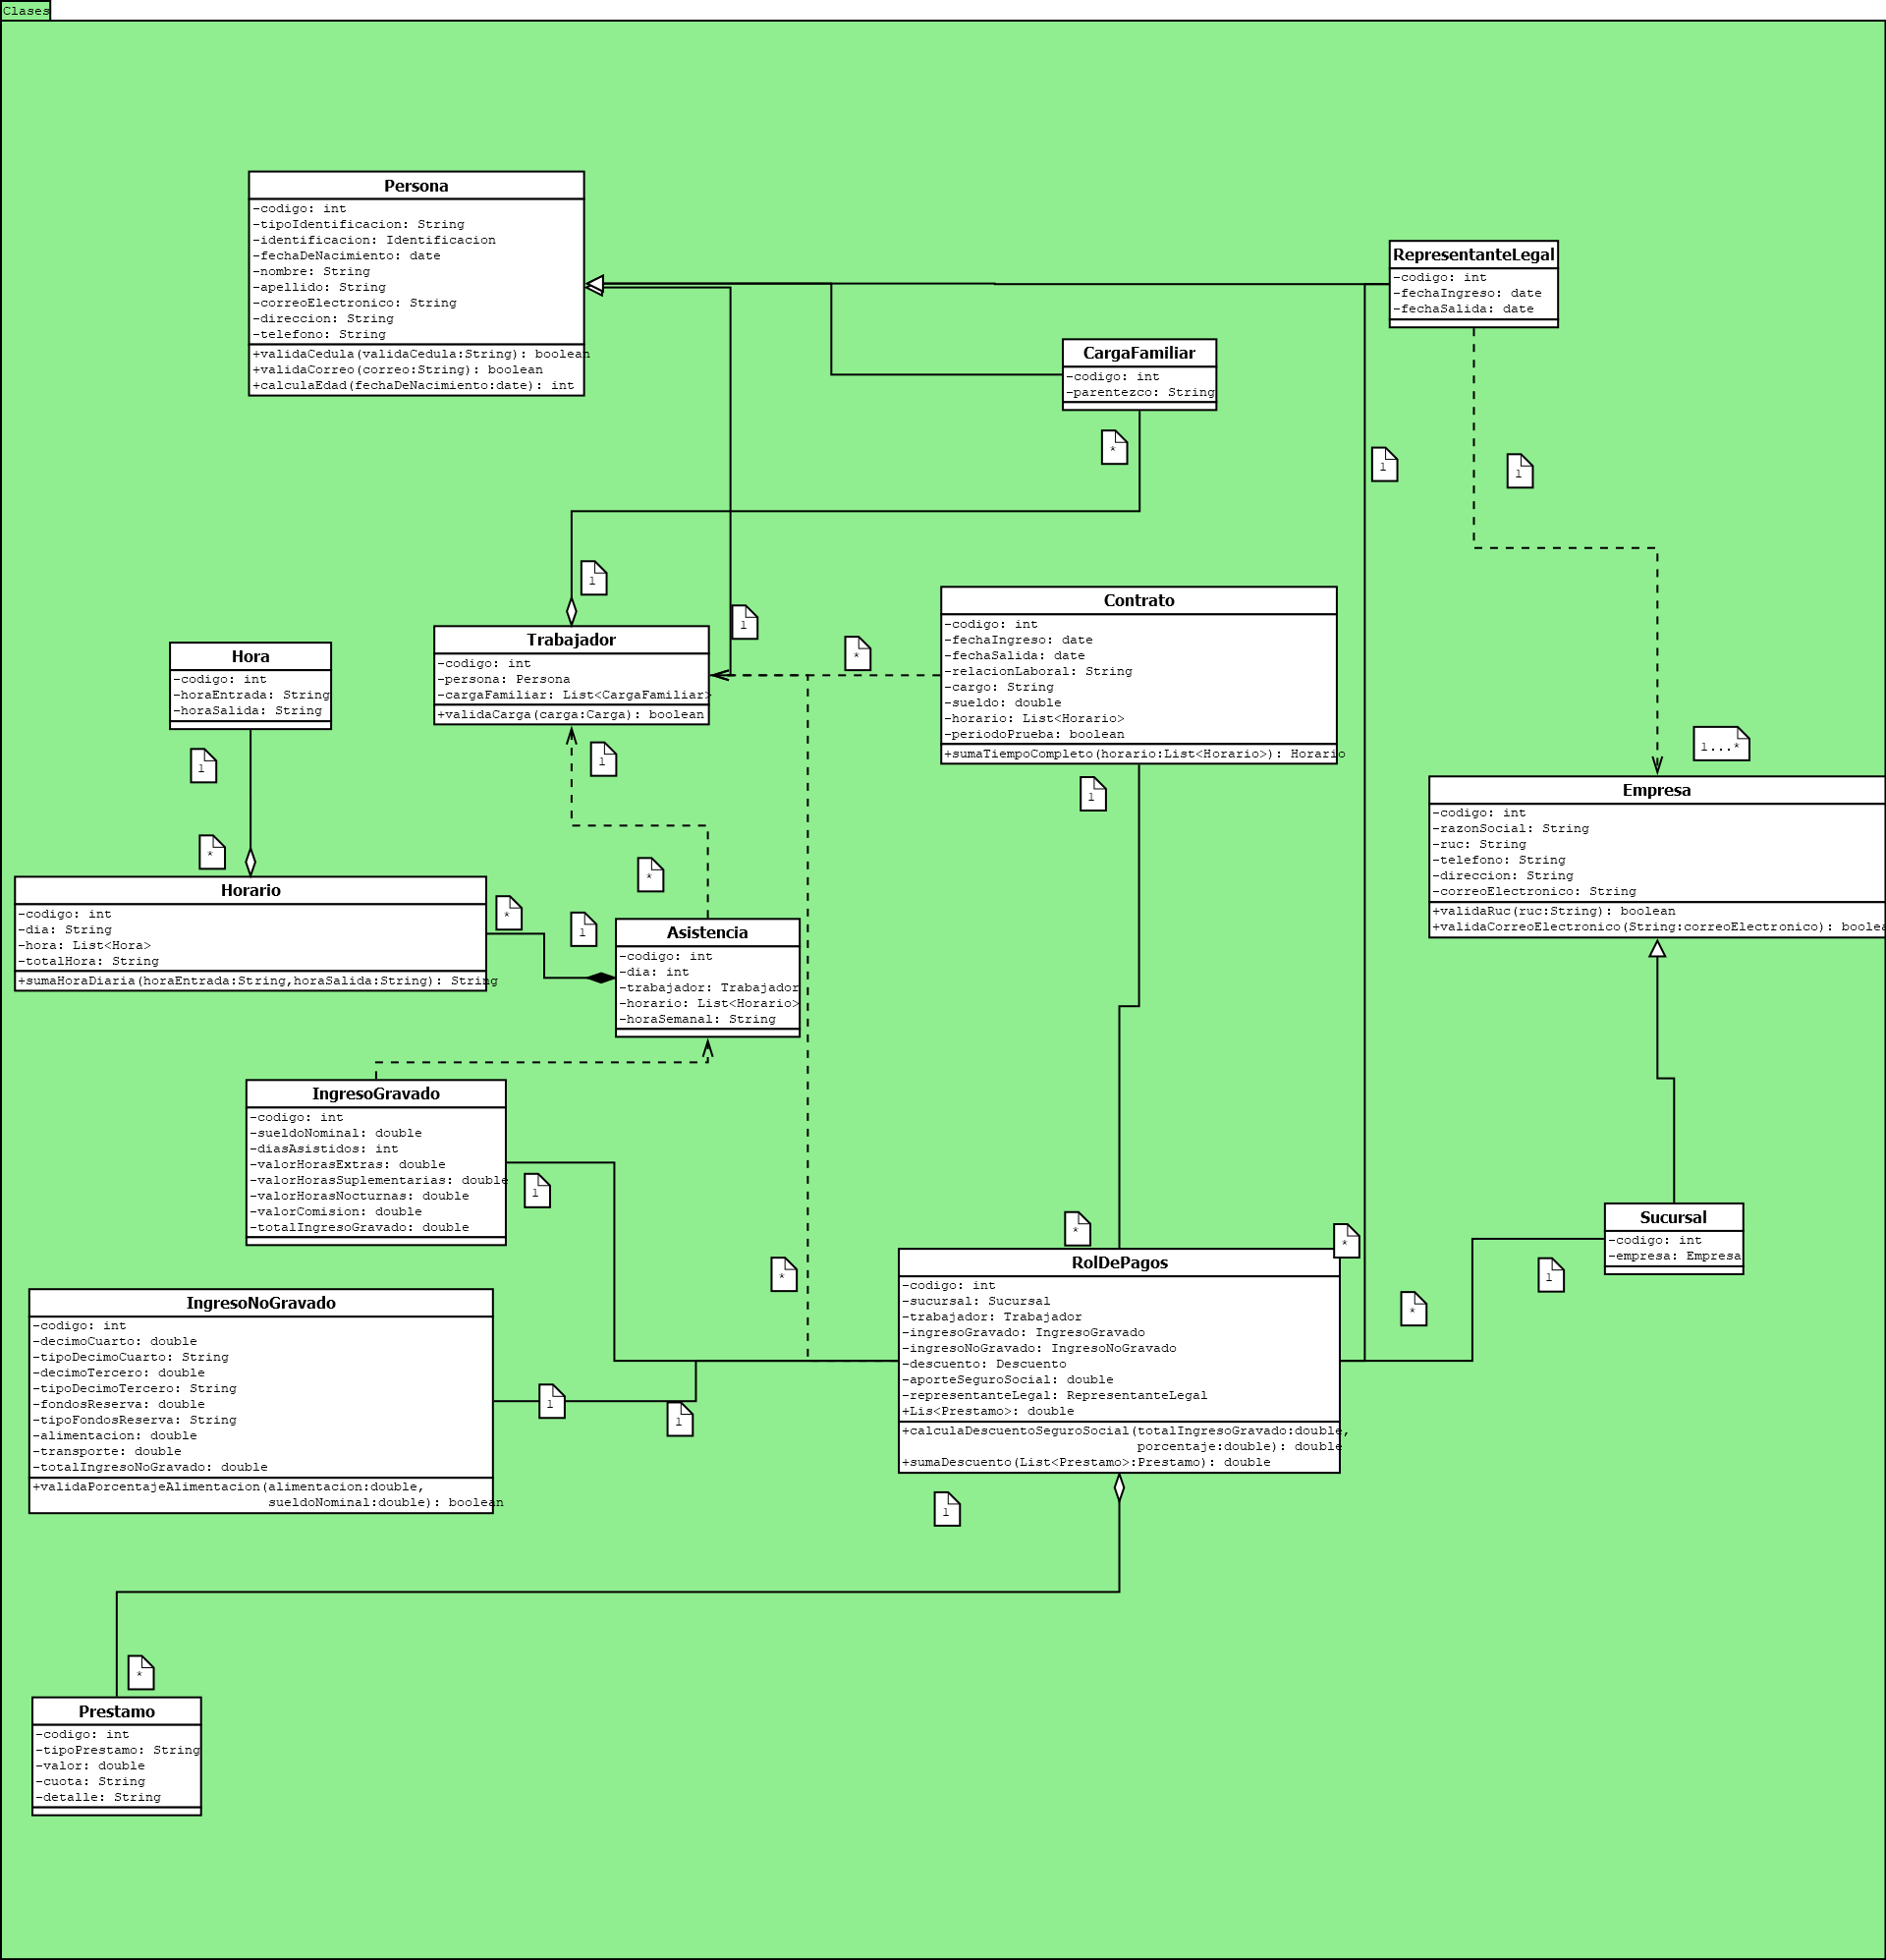 Clases
Persona
-codigo: int
-tipoIdentificacion: String
-identificacion: Identificacion
-fechaDeNacimiento: date
-nombre: String
-apellido: String
-correoElectronico: String
-direccion: String
-telefono: String
+validaCedula(validaCedula:String): boolean
+validaCorreo(correo:String): boolean
+calculaEdad(fechaDeNacimiento:date): int
RepresentanteLegal
-codigo: int
-fechaIngreso: date
-fechaSalida: date
CargaFamiliar
-codigo: int
-parentezco: String
*
1
1
1
1
*
Trabajador
-codigo: int
-persona: Persona
-cargaFamiliar: List<CargaFamiliar>
+validaCarga(carga:Carga): boolean
Contrato
-codigo: int
-fechaIngreso: date
-fechaSalida: date
-relacionLaboral: String
-cargo: String
-sueldo: double
-horario: List<Horario>
-periodoPrueba: boolean
+sumaTiempoCompleto(horario:List<Horario>): Horario
Hora
-codigo: int
-horaEntrada: String
-horaSalida: String
1
1
1
1...*
*
*
Empresa
-codigo: int
-razonSocial: String
-ruc: String
-telefono: String
-direccion: String
-correoElectronico: String
+validaRuc(ruc:String): boolean
+validaCorreoElectronico(String:correoElectronico): boolea
Horario
-codigo: int
-dia: String
-hora: List<Hora>
-totalHora: String
+sumaHoraDiaria(horaEntrada:String,horaSalida:String): String
*
1
Asistencia
-codigo: int
-dia: int
-trabajador: Trabajador
-horario: List<Horario>
-horaSemanal: String
IngresoGravado
-codigo: int
-sueldoNominal: double
-diasAsistidos: int
-valorHorasExtras: double
-valorHorasSuplementarias: double
-valorHorasNocturnas: double
-valorComision: double
-totalIngresoGravado: double
1
*
*
*
1
*
Sucursal
-codigo: int
-empresa: Empresa
RolDePagos
-codigo: int
-sucursal: Sucursal
-trabajador: Trabajador
-ingresoGravado: IngresoGravado
-ingresoNoGravado: IngresoNoGravado
-descuento: Descuento
-aporteSeguroSocial: double
-representanteLegal: RepresentanteLegal
+Lis<Prestamo>: double
+calculaDescuentoSeguroSocial(totalIngresoGravado:double,
porcentaje:double): double
+sumaDescuento(List<Prestamo>:Prestamo): double
IngresoNoGravado
-codigo: int
-decimoCuarto: double
-tipoDecimoCuarto: String
-decimoTercero: double
-tipoDecimoTercero: String
-fondosReserva: double
-tipoFondosReserva: String
-alimentacion: double
-transporte: double
-totalIngresoNoGravado: double
+validaPorcentajeAlimentacion(alimentacion:double,
sueldoNominal:double): boolean
1
1
1
*
Prestamo
-codigo: int
-tipoPrestamo: String
-valor: double
-cuota: String
-detalle: String